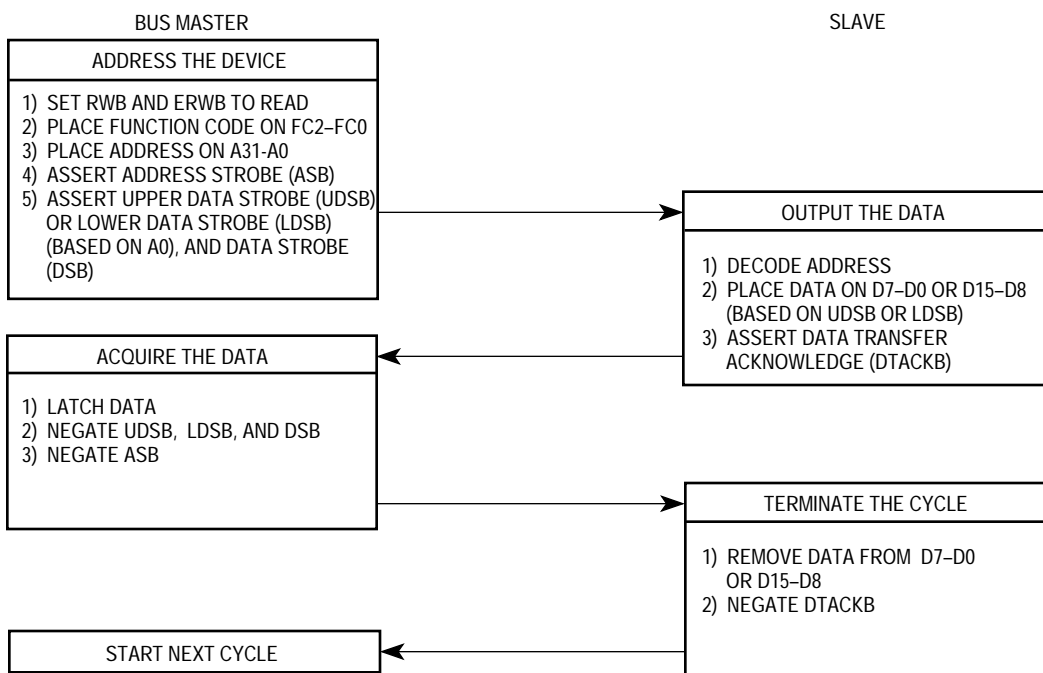 BUS MASTER
SLAVE
ADDRESS THE DEVICE
1) SET RWB AND ERWB TO READ
2) PLACE FUNCTION CODE ON FC2–FC0
3) PLACE ADDRESS ON A31-A0
4) ASSERT ADDRESS STROBE (ASB)
5) ASSERT UPPER DATA STROBE (UDSB)
OR LOWER DATA STROBE (LDSB)
(BASED ON A0), AND DATA STROBE
(DSB)
OUTPUT THE DATA
1) DECODE ADDRESS
2) PLACE DATA ON D7–D0 OR D15–D8
(BASED ON UDSB OR LDSB)
3) ASSERT DATA TRANSFER
ACKNOWLEDGE (DTACKB)
ACQUIRE THE DATA
1) LATCH DATA
2) NEGATE UDSB, LDSB, AND DSB
3) NEGATE ASB
TERMINATE THE CYCLE
1) REMOVE DATA FROM D7–D0
OR D15–D8
2) NEGATE DTACKB
START NEXT CYCLE